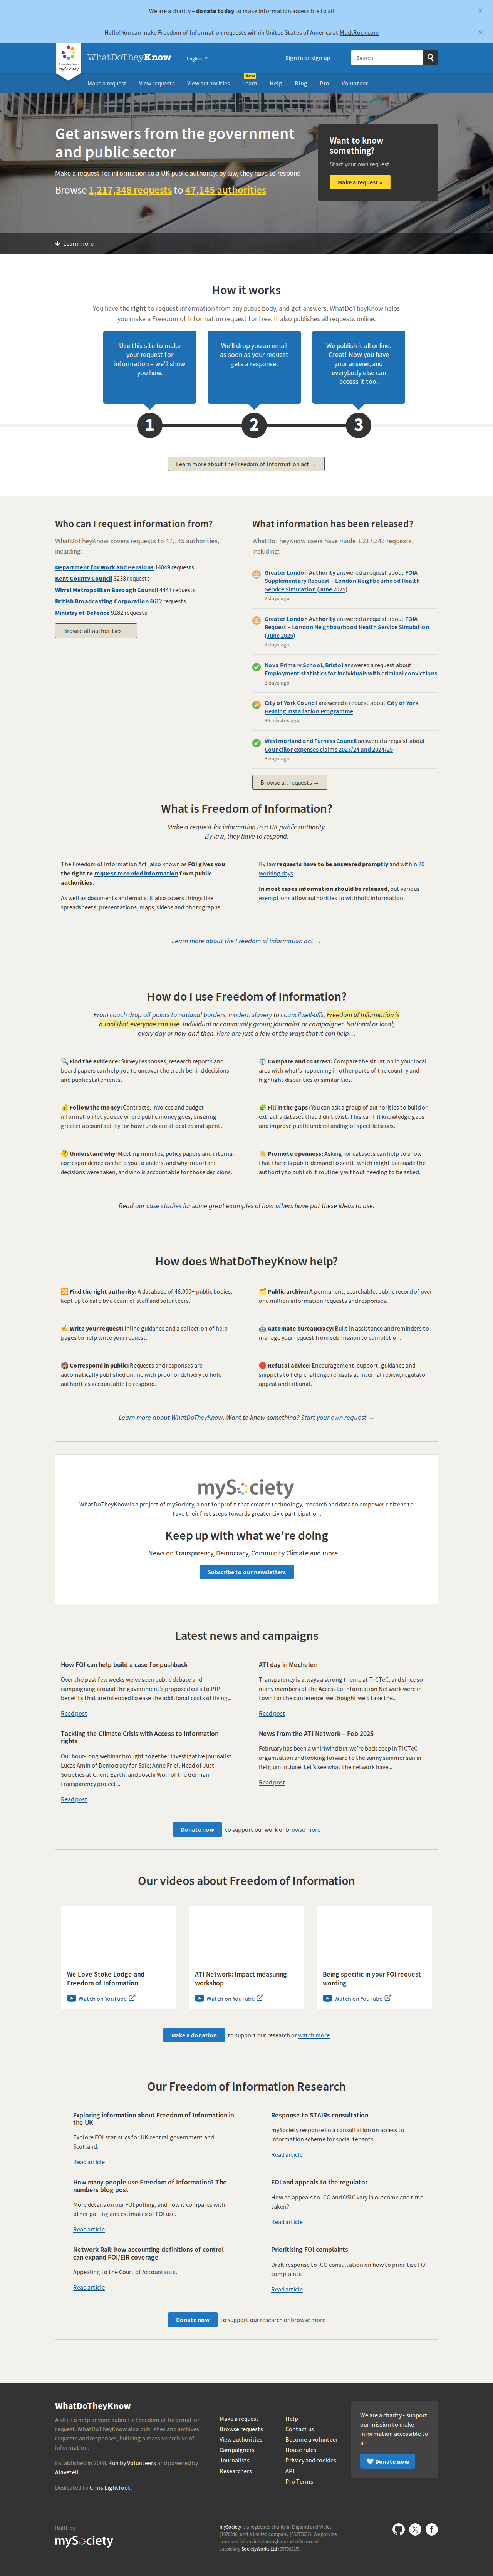 We are a charity – donate today to make information accessible to all
×
Hello! You can make Freedom of Information requests within United States of America at MuckRock.com
×
mySociety
WhatDoTheyKnow
English
Sign in or sign up
Search
Make a request
View requests
View authorities
New
Learn
Help
Blog
Pro
Volunteer
Get answers from the government
and public sector
Make a request for information to a UK public authority: by law, they have to respond
Browse 1,217,348 requests to 47,145 authorities
Want to know
something?
Start your own request
Make a request »
↓ Learn more
How it works
You have the right to request information from any public body, and get answers. WhatDoTheyKnow helps
you make a Freedom of Information request for free. It also publishes all requests online.
Use this site to make
your request for
information – we'll show
you how.
We'll drop you an email
as soon as your request
gets a response.
We publish it all online.
Great! Now you have
your answer, and
everybody else can
access it too.
1
2
3
Learn more about the Freedom of Information act →
Who can I request information from?
WhatDoTheyKnow covers requests to 47,145 authorities,
including:
Department for Work and Pensions 14849 requests
Kent County Council 3238 requests
Wirral Metropolitan Borough Council 4447 requests
British Broadcasting Corporation 4612 requests
Ministry of Defence 9182 requests
Browse all authorities →
What information has been released?
WhatDoTheyKnow users have made 1,217,343 requests,
including:
Greater London Authority answered a request about FOIA
Supplementary Request – London Neighbourhood Health
Service Simulation (June 2025)
2 days ago
Greater London Authority answered a request about FOIA
Request – London Neighbourhood Health Service Simulation
(June 2025)
2 days ago
Nova Primary School, Bristol answered a request about
Employment statistics for individuals with criminal convictions
3 days ago
City of York Council answered a request about City of York
Heating Installation Programme
36 minutes ago
Westmorland and Furness Council answered a request about
Councillor expenses claims 2023/24 and 2024/25
3 days ago
Browse all requests →
What is Freedom of Information?
Make a request for information to a UK public authority.
By law, they have to respond.
The Freedom of Information Act, also known as FOI gives you
the right to request recorded information from public
authorities.
As well as documents and emails, it also covers things like
spreadsheets, presentations, maps, videos and photographs.
By law requests have to be answered promptly and within 20
working days.
In most cases information should be released, but various
exemptions allow authorities to withhold information.
Learn more about the Freedom of Information act →
How do I use Freedom of Information?
From coach drop off points to national borders; modern slavery to council sell-offs, Freedom of Information is
a tool that everyone can use. Individual or community group; journalist or campaigner. National or local;
every day or now and then. Here are just a few of the ways that it can help…
🔍 Find the evidence: Survey responses, research reports and
board papers can help you to uncover the truth behind decisions
and public statements.
⚖️ Compare and contrast: Compare the situation in your local
area with what's happening in other parts of the country and
highlight disparities or similarities.
💰 Follow the money: Contracts, invoices and budget
information let you see where public money goes, ensuring
greater accountability for how funds are allocated and spent.
🧩 Fill in the gaps: You can ask a group of authorities to build or
extract a dataset that didn't exist. This can fill knowledge gaps
and improve public understanding of specific issues.
🤔 Understand why: Meeting minutes, policy papers and internal
correspondence can help you to understand why important
decisions were taken, and who is accountable for those decisions.
☀️ Promote openness: Asking for datasets can help to show
that there is public demand to see it, which might persuade the
authority to publish it routinely without needing to be asked.
Read our case studies for some great examples of how others have put these ideas to use.
How does WhatDoTheyKnow help?
🔀 Find the right authority: A database of 46,000+ public bodies,
kept up to date by a team of staff and volunteers.
🗂️ Public archive: A permanent, searchable, public record of over
one million information requests and responses.
✍️ Write your request: Inline guidance and a collection of help
pages to help write your request.
🤖 Automate bureaucracy: Built in assistance and reminders to
manage your request from submission to completion.
📮 Correspond in public: Requests and responses are
automatically published online with proof of delivery to hold
authorities accountable to respond.
🛑 Refusal advice: Encouragement, support, guidance and
snippets to help challenge refusals at internal review, regulator
appeal and tribunal.
Learn more about WhatDoTheyKnow. Want to know something? Start your own request →
mySociety
WhatDoTheyKnow is a project of mySociety, a not for profit that creates technology, research and data to empower citizens to
take their first steps towards greater civic participation.
Keep up with what we're doing
News on Transparency, Democracy, Community Climate and more…
Subscribe to our newsletters
Latest news and campaigns
How FOI can help build a case for pushback
Over the past few weeks we've seen public debate and
campaigning around the government's proposed cuts to PIP —
benefits that are intended to ease the additional costs of living...
Read post
ATI day in Mechelen
Transparency is always a strong theme at TICTeC, and since so
many members of the Access to Information Network were in
town for the conference, we thought we'd take the...
Read post
Tackling the Climate Crisis with Access to Information
rights
Our hour-long webinar brought together investigative journalist
Lucas Amin of Democracy for Sale; Anne Friel, Head of Just
Societies at Client Earth; and Joschi Wolf of the German
transparency project...
Read post
News from the ATI Network – Feb 2025
February has been a whirlwind but we're back deep in TICTeC
organisation and looking forward to the sunny summer sun in
Belgium in June. Let's see what the network have...
Read post
Donate now to support our work or browse more
Our videos about Freedom of Information
We Love Stoke Lodge and
Freedom of Information
Watch on YouTube
ATI Network: Impact measuring
workshop
Watch on YouTube
Being specific in your FOI request
wording
Watch on YouTube
Make a donation to support our research or watch more
Our Freedom of Information Research
Exploring information about Freedom of Information in
the UK
Explore FOI statistics for UK central government and
Scotland.
Read article
Response to STAIRs consultation
mySociety response to a consultation on access to
information scheme for social tenants
Read article
How many people use Freedom of Information? The
numbers blog post
More details on our FOI polling, and how it compares with
other polling and estimates of FOI use.
Read article
FOI and appeals to the regulator
How do appeals to ICO and OSIC vary in outcome and time
taken?
Read article
Network Rail: how accounting definitions of control
can expand FOI/EIR coverage
Appealing to the Court of Accountants.
Read article
Prioritising FOI complaints
Draft response to ICO consultation on how to prioritise FOI
complaints
Read article
Donate now to support our research or browse more
WhatDoTheyKnow
A site to help anyone submit a Freedom of Information
request. WhatDoTheyKnow also publishes and archives
requests and responses, building a massive archive of
information.
Established in 2008. Run by Volunteers and powered by
Alaveteli.
Dedicated to Chris Lightfoot.
Make a request
Browse requests
View authorities
Campaigners
Journalists
Researchers
Help
Contact us
Become a volunteer
House rules
Privacy and cookies
API
Pro Terms
We are a charity - support
our mission to make
information accessible to
all
🤍 Donate now
Built by
mySociety
mySociety is a registered charity in England and Wales
(1076346) and a limited company (03277032). We provide
commercial services through our wholly owned
subsidiary SocietyWorks Ltd (05798215).